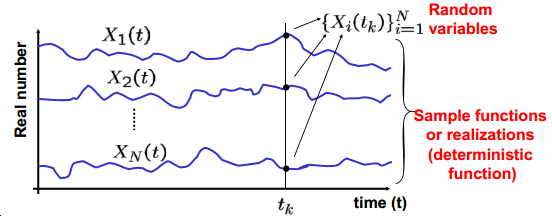 Random
variables
{X_i(t_k)}_{i=1}^N
X_1(t)
X_2(t)
X_N(t)
Real number
Sample functions
or realizations
(deterministic
function)
t_k
time (t)